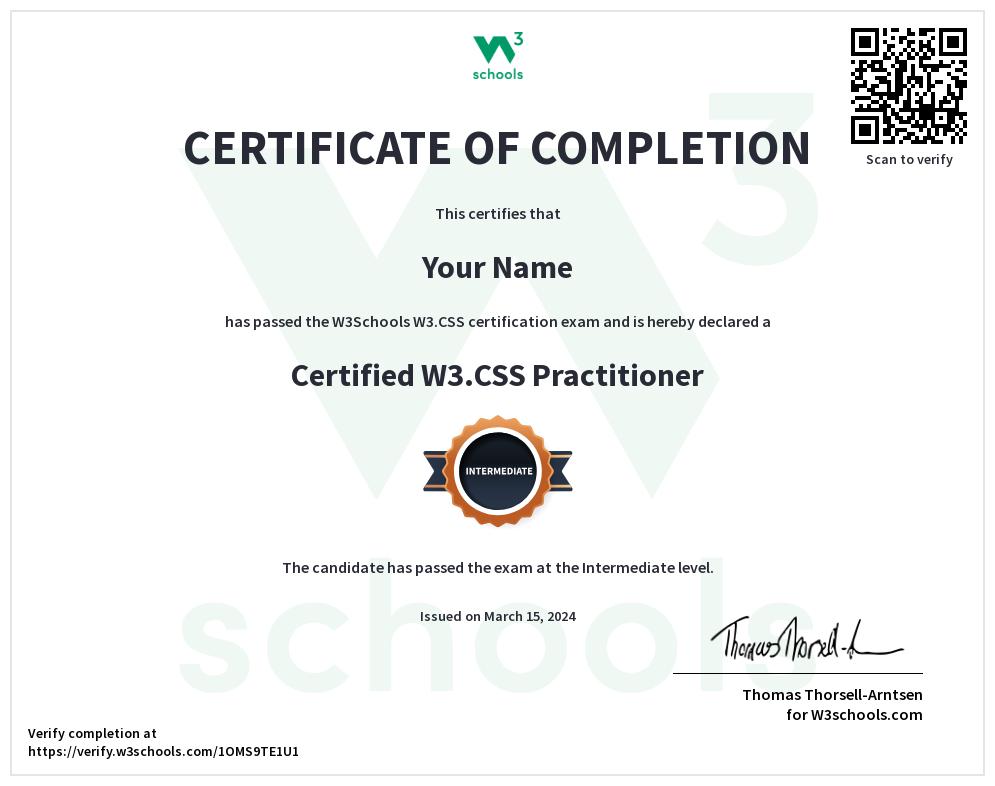 W3
schools
Scan to verify
CERTIFICATE OF COMPLETION
This certifies that
Your Name
has passed the W3Schools W3.CSS certification exam and is hereby declared a
Certified W3.CSS Practitioner
INTERMEDIATE
The candidate has passed the exam at the Intermediate level.
Issued on March 15, 2024
Thomas Thorsell-A
Thomas Thorsell-Arntsen
for W3schools.com
Verify completion at
https://verify.w3schools.com/1OMS9TE1U1